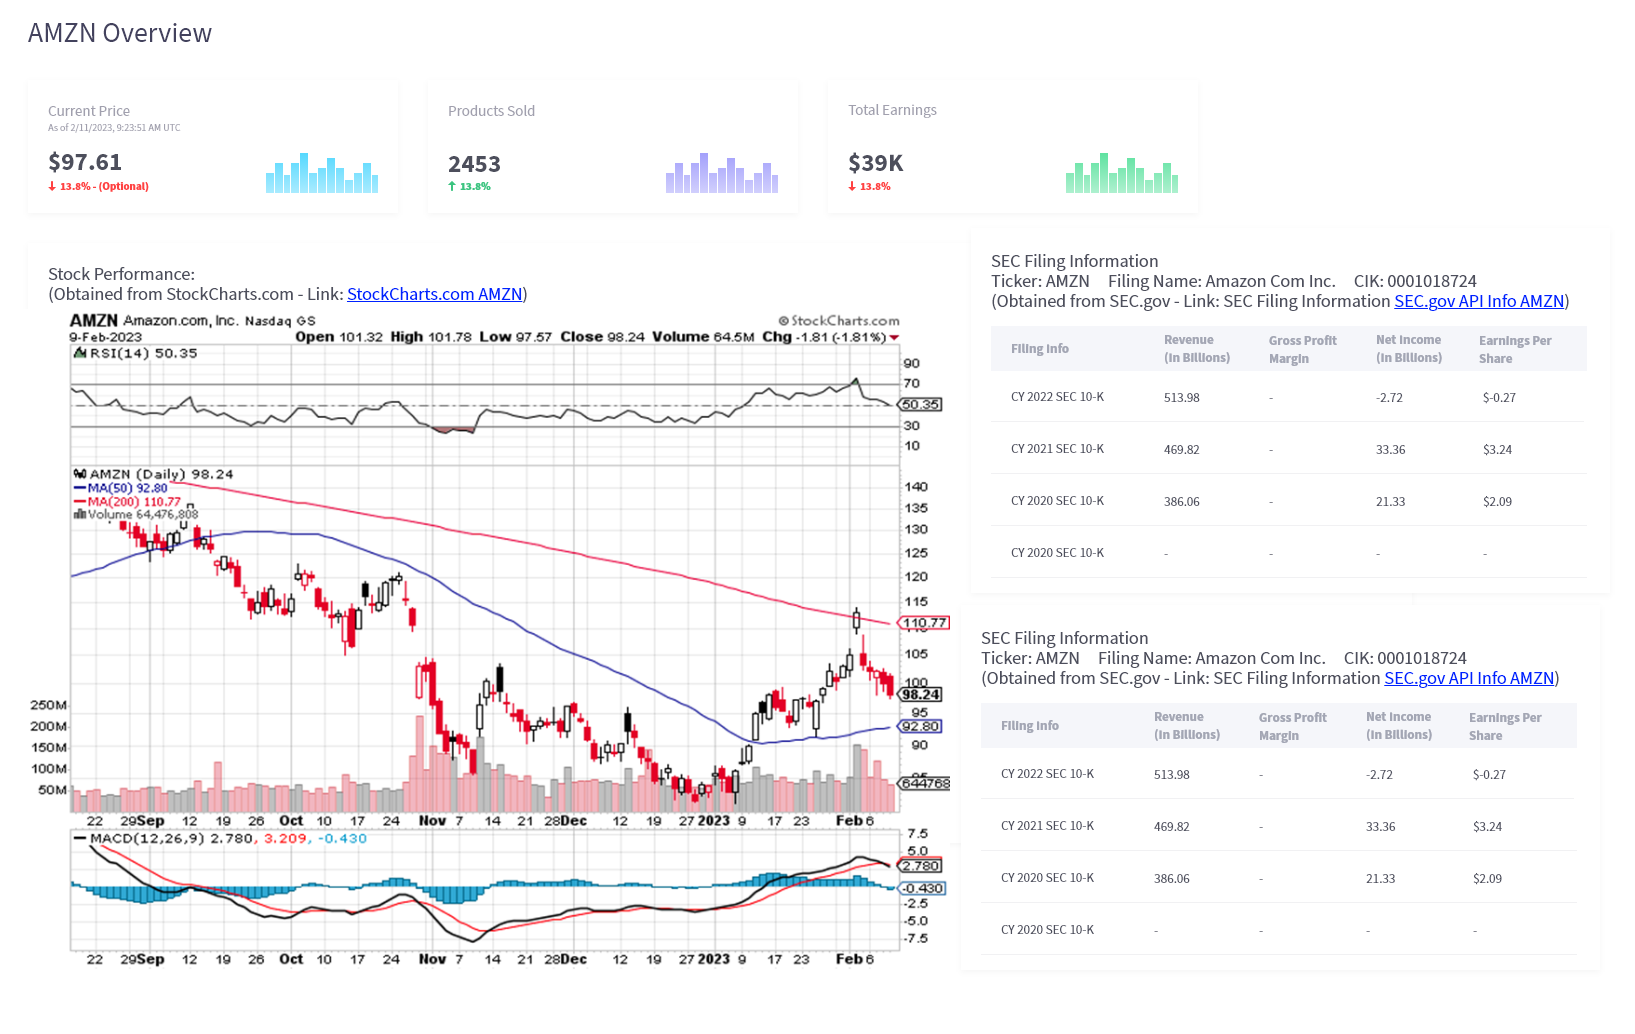 AMZN Overview
Current Price
As of 2/11/2023, 9:23:51 AM UTC
$97.61
↓ 13.8% - (Optional)
Products Sold
2453
↑ 13.8%
Total Earnings
$39K
↓ 13.8%
Stock Performance:
(Obtained from StockCharts.com - Link: StockCharts.com AMZN)
AMZN Amazon.com, Inc. Nasdaq GS
© StockCharts.com
9-Feb-2023
Open 101.32 High 101.78 Low 97.57 Close 98.24 Volume 64.5M Chg -1.81 (-1.81%)
RSI(14) 50.35
90
70
50.35
30
10
AMZN (Daily) 98.24
MA(50) 92.80
MA(200) 110.77
Volume 64,476,808
140
135
130
125
120
115
110.77
105
100
98.24
95
92.80
90
644768
250M
200M
150M
100M
50M
22 29 Sep 12 19 26 Oct 10 17 24 Nov 7 14 21 28 Dec 12 19 27 2023 9 17 23 Feb 6
MACD(12,26,9) 2.780, 3.209, -0.430
7.5
5.0
2.780
-0.430
-2.5
-5.0
-7.5
22 29 Sep 12 19 26 Oct 10 17 24 Nov 7 14 21 28 Dec 12 19 27 2023 9 17 23 Feb 6
SEC Filing Information
Ticker: AMZN Filing Name: Amazon Com Inc. CIK: 0001018724
(Obtained from SEC.gov - Link: SEC Filing Information SEC.gov API Info AMZN)
Filing Info Revenue (In Billions) Gross Profit Margin Net Income (In Billions) Earnings Per Share
CY 2022 SEC 10-K 513.98 - -2.72 $-0.27
CY 2021 SEC 10-K 469.82 - 33.36 $3.24
CY 2020 SEC 10-K 386.06 - 21.33 $2.09
CY 2020 SEC 10-K - - - -
SEC Filing Information
Ticker: AMZN Filing Name: Amazon Com Inc. CIK: 0001018724
(Obtained from SEC.gov - Link: SEC Filing Information SEC.gov API Info AMZN)
Filing Info Revenue (In Billions) Gross Profit Margin Net Income (In Billions) Earnings Per Share
CY 2022 SEC 10-K 513.98 - -2.72 $-0.27
CY 2021 SEC 10-K 469.82 - 33.36 $3.24
CY 2020 SEC 10-K 386.06 - 21.33 $2.09
CY 2020 SEC 10-K - - - -